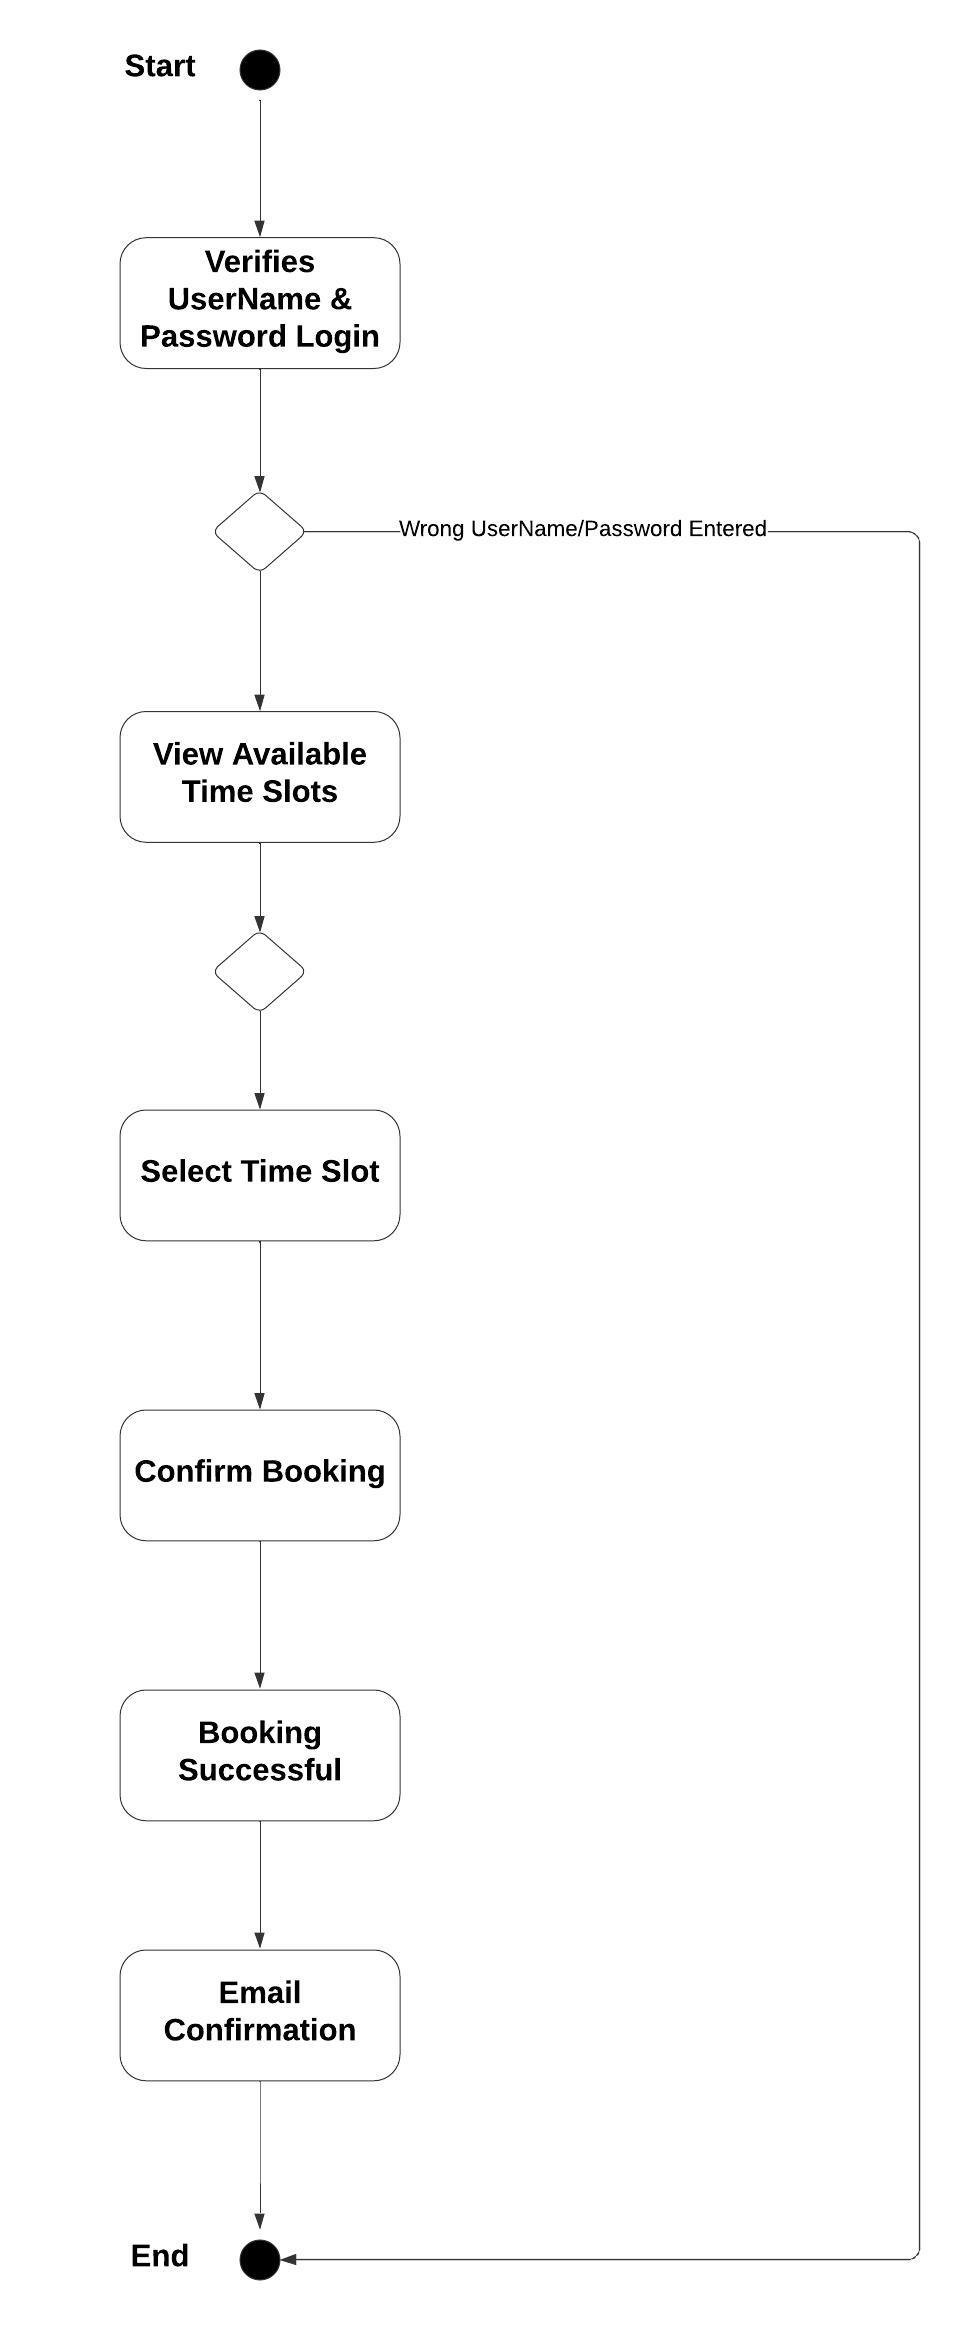 Start
Verifies
UserName &
Password Login
Wrong UserName/Password Entered
View Available
Time Slots
Select Time Slot
Confirm Booking
Booking
Successful
Email
Confirmation
End